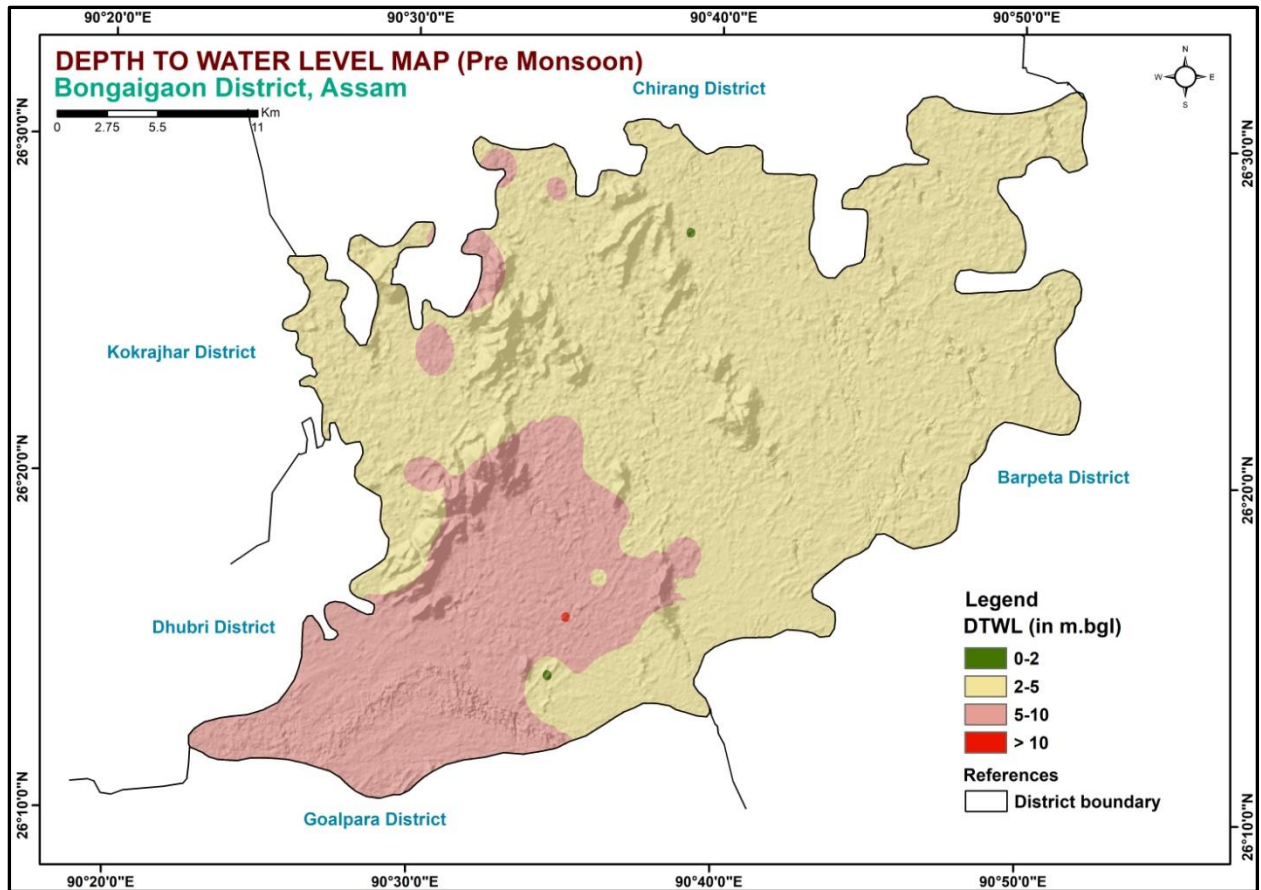 90°20'0"E 90°30'0"E 90°40'0"E 90°50'0"E
DEPTH TO WATER LEVEL MAP (Pre Monsoon)
Bongaigaon District, Assam
Chirang District
N
W E
S
Km
0 2.75 5.5 11
26°30'0"N
26°30'0"N
Kokrajhar District
26°20'0"N
Barpeta District
26°20'0"N
Dhubri District
Legend
DTWL (in m.bgl)
0-2
2-5
5-10
> 10
References
District boundary
26°10'0"N
Goalpara District
26°10'0"N
90°20'0"E 90°30'0"E 90°40'0"E 90°50'0"E